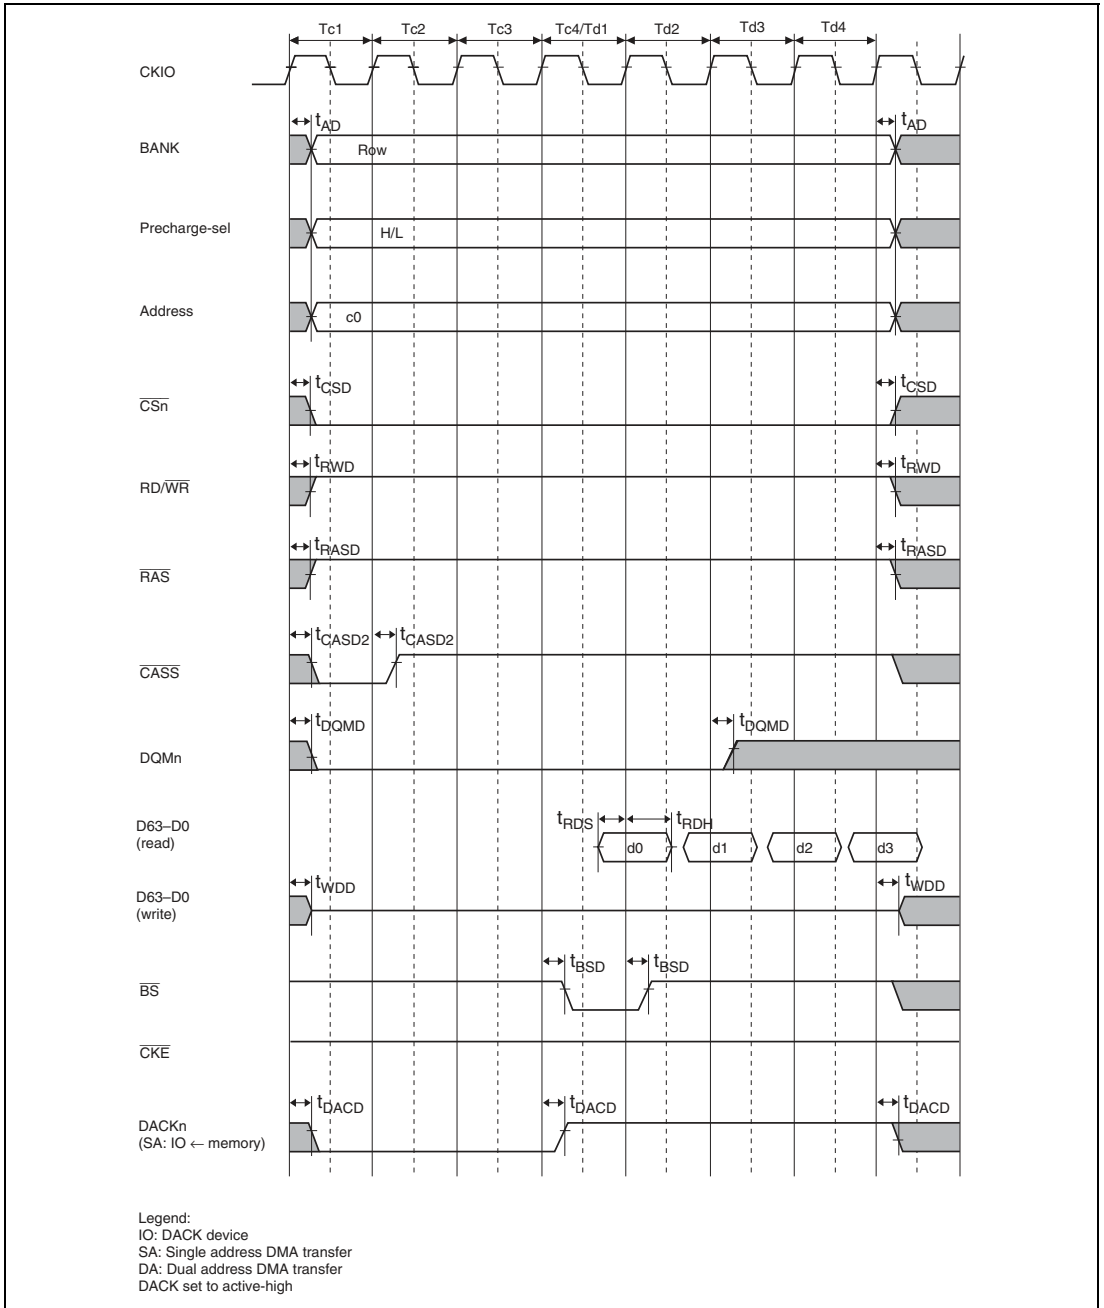 Tc1 Tc2 Tc3 Tc4/Td1 Td2 Td3 Td4
CKIO
tAD tAD
BANK Row
Precharge-sel H/L
Address c0
tCSD tCSD
CSn
tRWD tRWD
RD/WR
tRASD tRASD
RAS
tCASD2 tCASD2
CASS
tDQMD tDQMD
DQMn
tRDS tRDH
D63–D0
(read) d0 d1 d2 d3
tWDD tWDD
D63–D0
(write)
tBSD tBSD
BS
CKE
tDACD tDACD tDACD
DACKn
(SA: IO ← memory)
Legend:
IO: DACK device
SA: Single address DMA transfer
DA: Dual address DMA transfer
DACK set to active-high